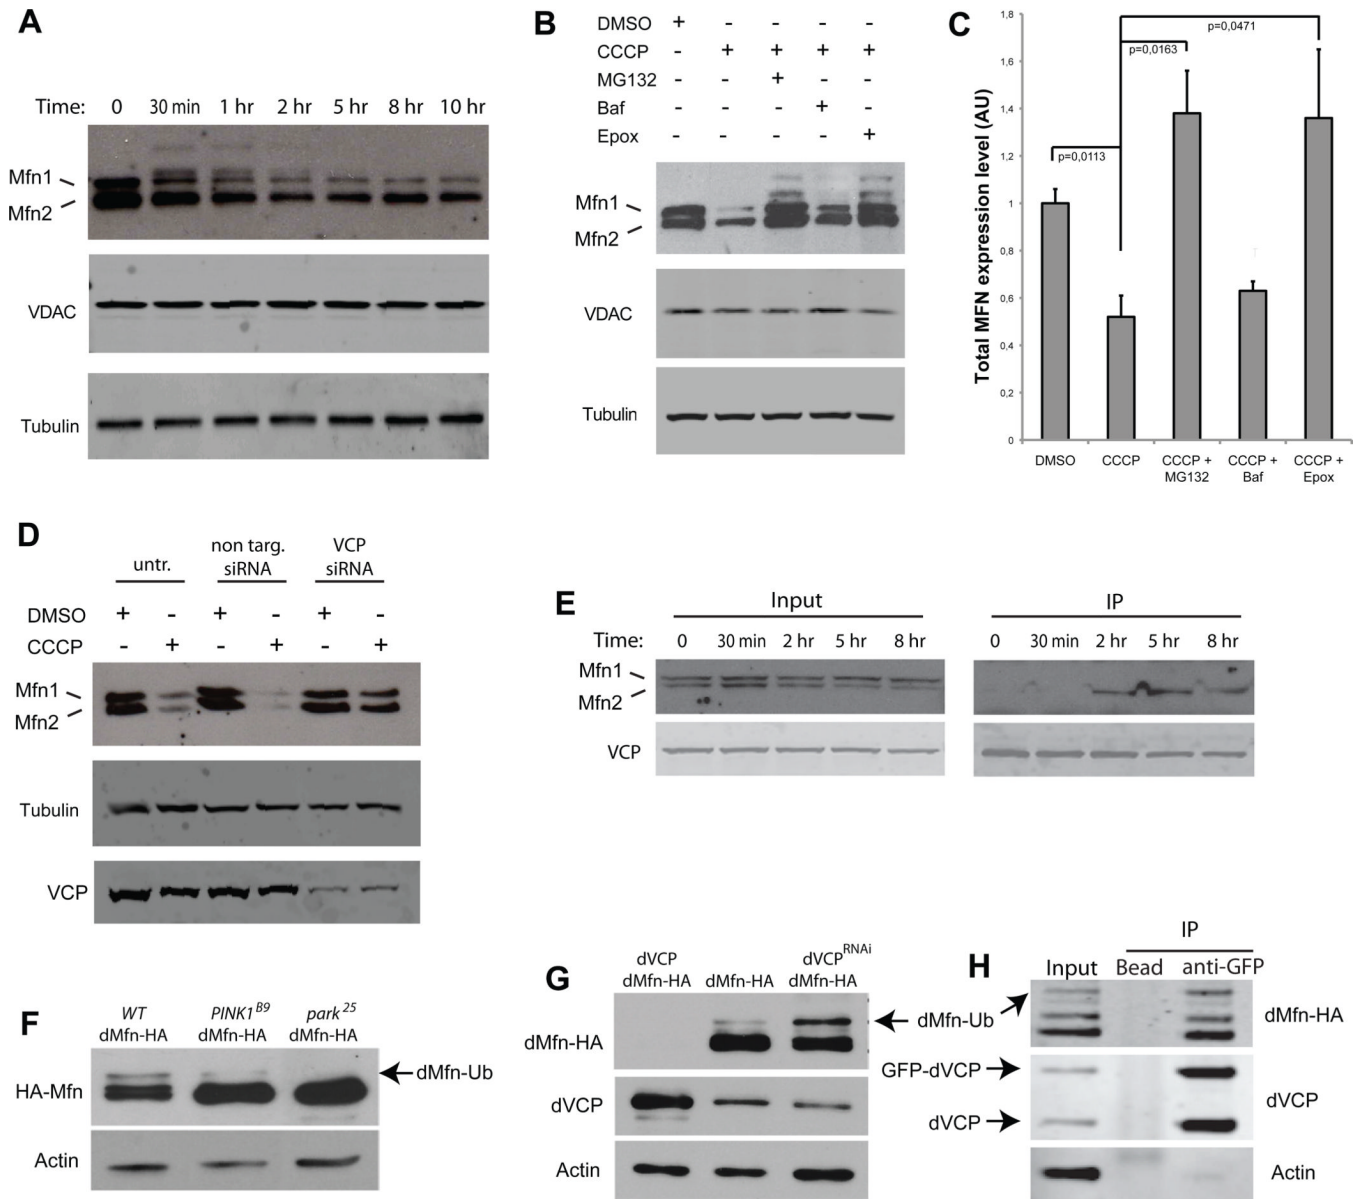 A
Time: 0 30 min 1 hr 2 hr 5 hr 8 hr 10 hr
Mfn1
Mfn2
VDAC
Tubulin
B
DMSO + - - - -
CCCP - + + + +
MG132 - - + - -
Baf - - - + -
Epox - - - - +
Mfn1
Mfn2
VDAC
Tubulin
C
Total MFN expression level (AU)
1,8
1,6
1,4
1,2
1
0,8
0,6
0,4
0,2
0
p=0,0471
p=0,0163
p=0,0113
DMSO CCCP CCCP + CCCP + CCCP +
MG132 Baf Epox
D
untr. non targ. siRNA VCP siRNA
DMSO + - + - + -
CCCP - + - + - +
Mfn1
Mfn2
Tubulin
VCP
E
Input IP
Time: 0 30 min 2 hr 5 hr 8 hr 0 30 min 2 hr 5 hr 8 hr
Mfn1
Mfn2
VCP
F
WT PINK1 B9 park 25
dMfn-HA dMfn-HA dMfn-HA
HA-Mfn
dMfn-Ub
Actin
G
dVCP dVCP RNAi
dMfn-HA dMfn-HA dMfn-HA
dMfn-HA
dMfn-Ub
dVCP
Actin
H
IP
Input Bead anti-GFP
dMfn-HA
GFP-dVCP
dVCP
dVCP
Actin